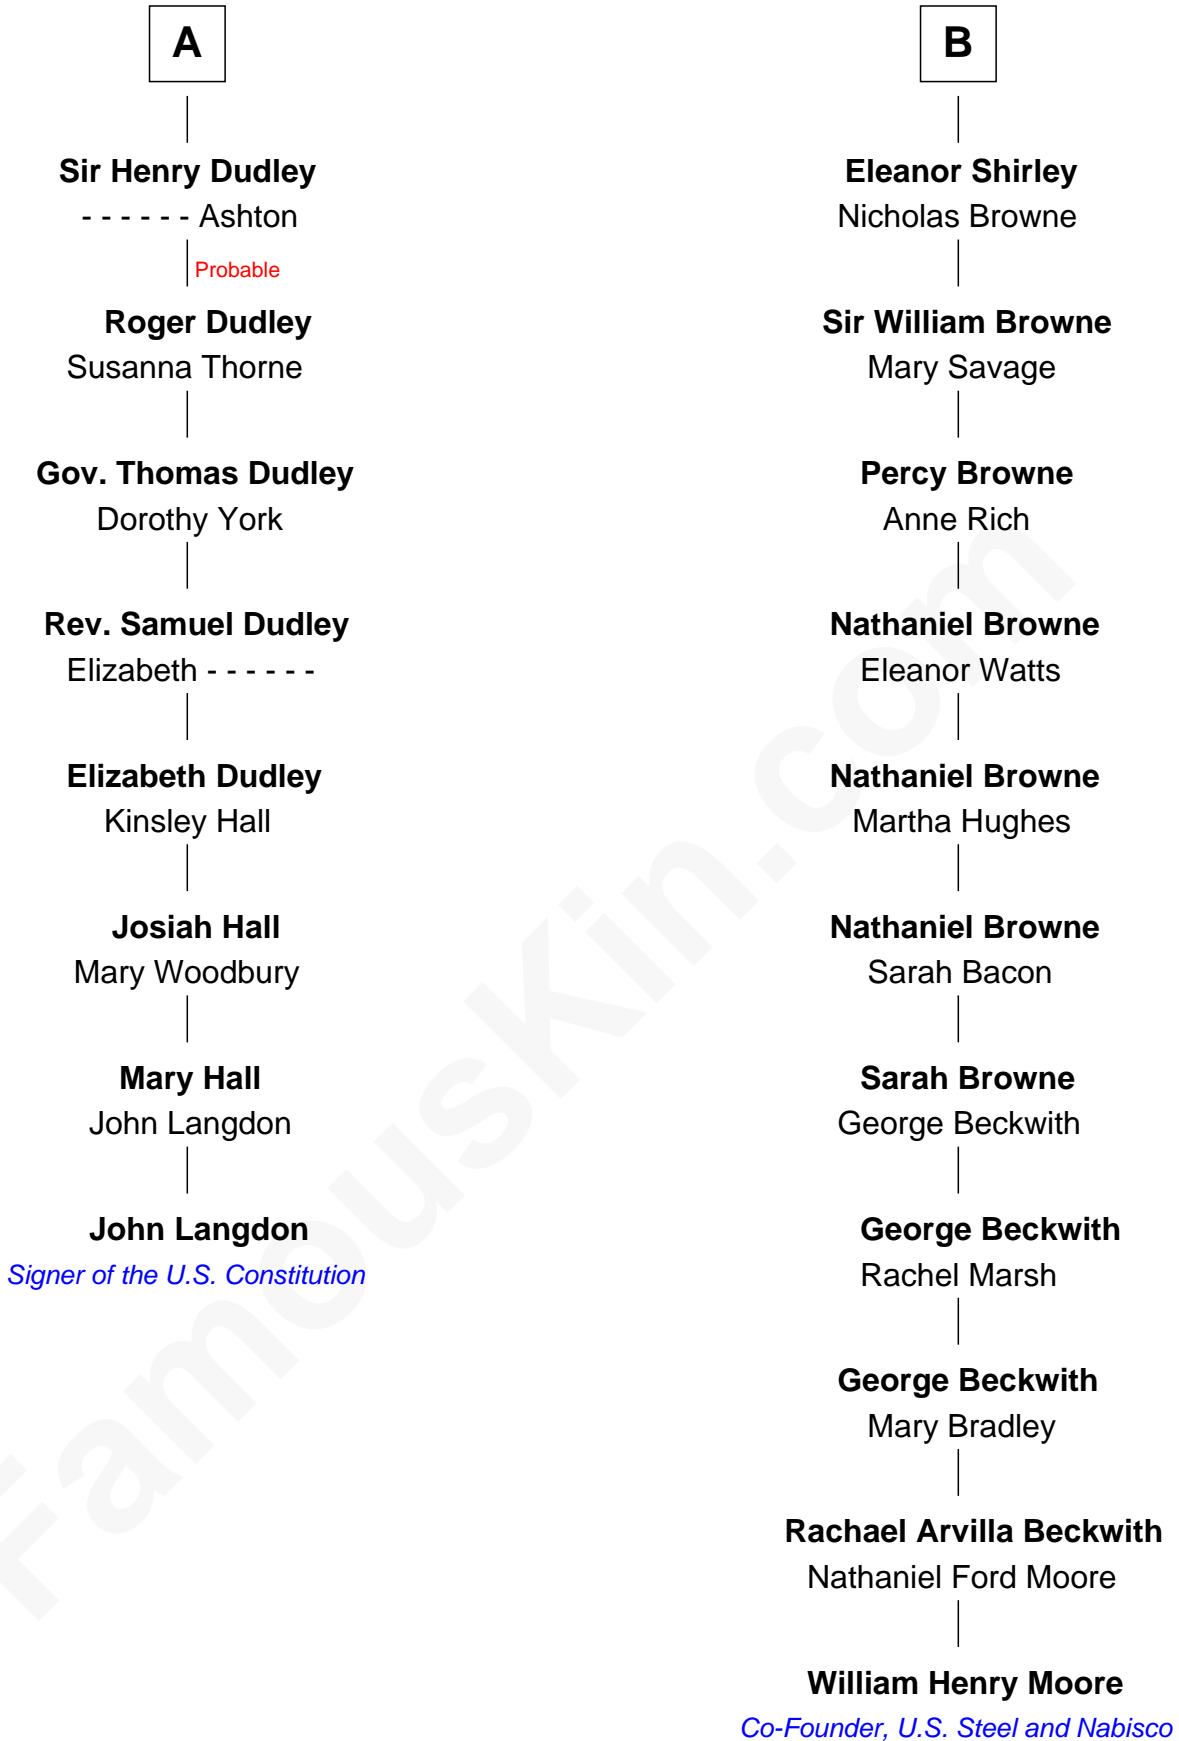 A
Sir Henry Dudley
- - - - - - Ashton
Probable
Roger Dudley
Susanna Thorne
Gov. Thomas Dudley
Dorothy York
Rev. Samuel Dudley
Elizabeth - - - - - -
Elizabeth Dudley
Kinsley Hall
Josiah Hall
Mary Woodbury
Mary Hall
John Langdon
John Langdon
Signer of the U.S. Constitution
B
Eleanor Shirley
Nicholas Browne
Sir William Browne
Mary Savage
Percy Browne
Anne Rich
Nathaniel Browne
Eleanor Watts
Nathaniel Browne
Martha Hughes
Nathaniel Browne
Sarah Bacon
Sarah Browne
George Beckwith
George Beckwith
Rachel Marsh
George Beckwith
Mary Bradley
Rachael Arvilla Beckwith
Nathaniel Ford Moore
William Henry Moore
Co-Founder, U.S. Steel and Nabisco
FamousKin.com